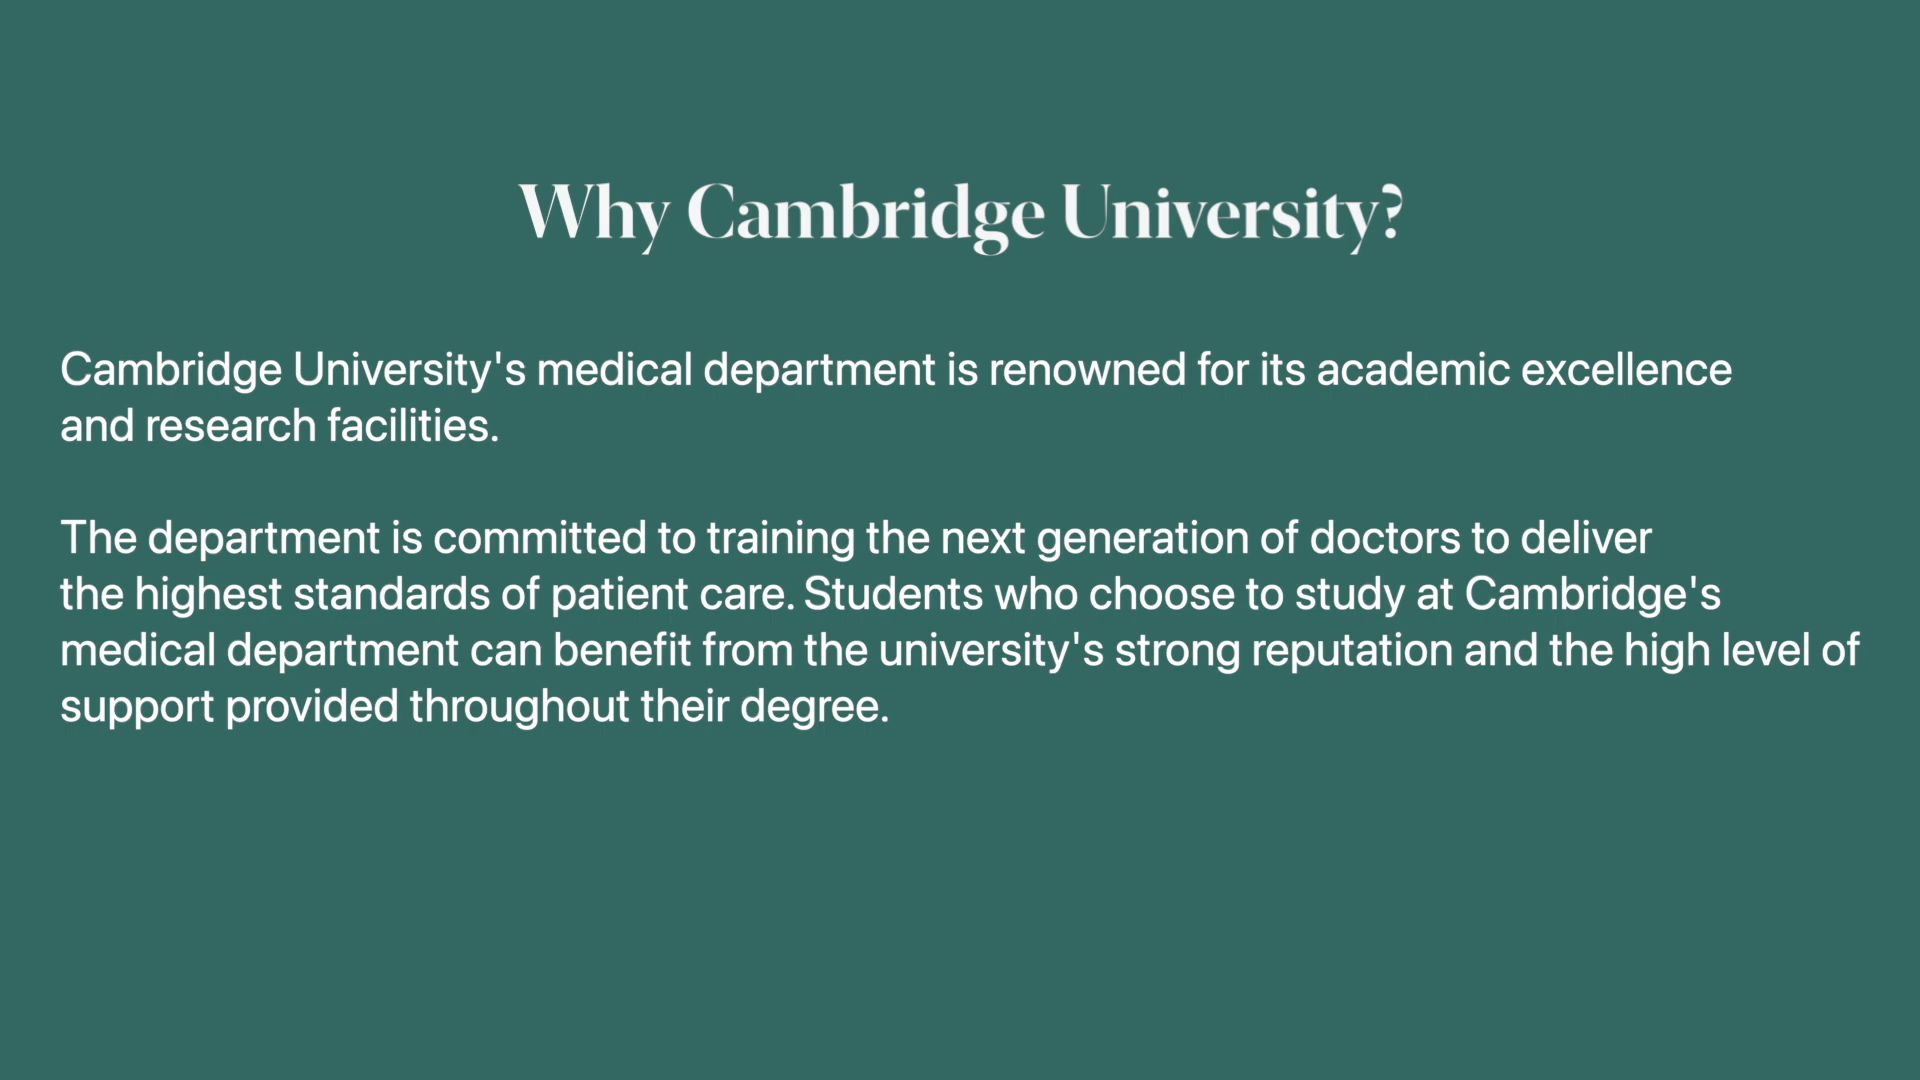 Why Cambridge University?
Cambridge University's medical department is renowned for its academic excellence
and research facilities.
The department is committed to training the next generation of doctors to deliver
the highest standards of patient care. Students who choose to study at Cambridge's
medical department can benefit from the university's strong reputation and the high level of
support provided throughout their degree.